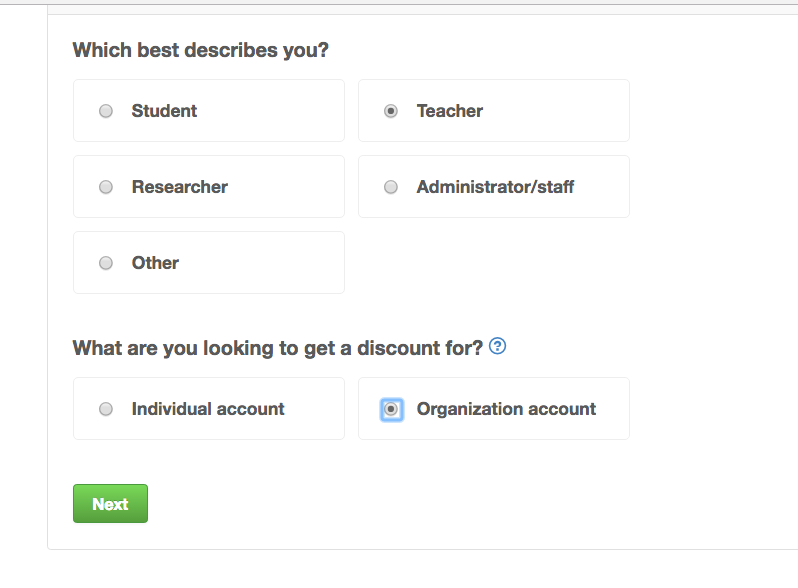 Which best describes you?
Student
Teacher
Researcher
Administrator/staff
Other
What are you looking to get a discount for? ?
Individual account
Organization account
Next